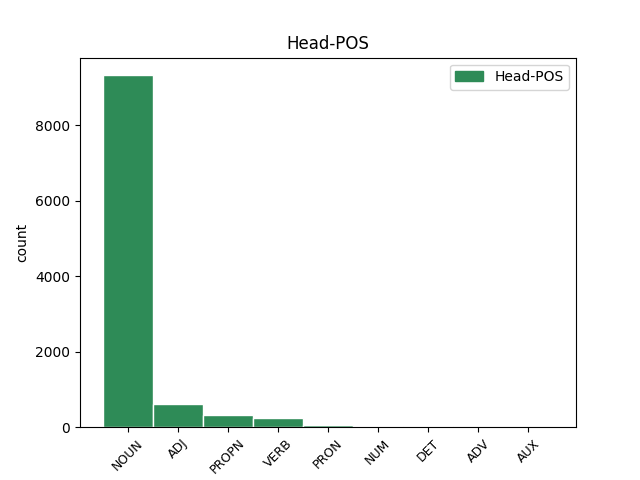 Head-POS
Head-POS
count
8000
6000
4000
2000
0
NOUN ADJ PROPN VERB PRON NUM DET ADV AUX